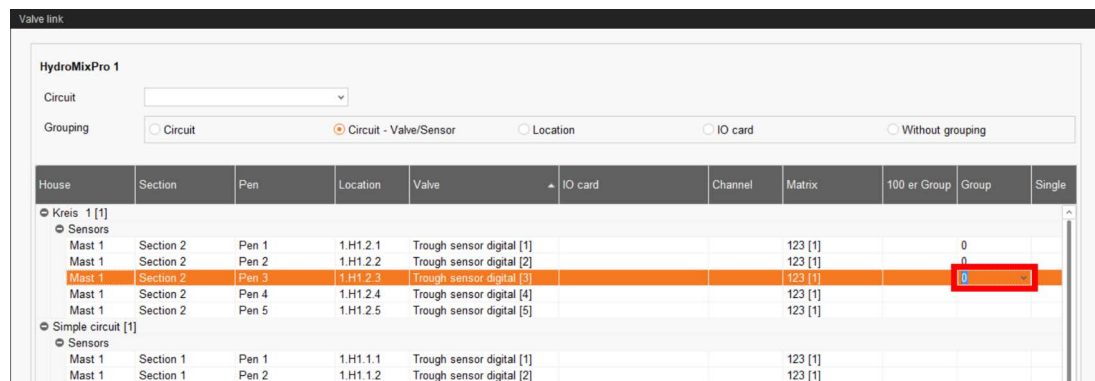 Valve link
HydroMixPro 1
Circuit
Grouping Circuit Circuit - Valve/Sensor Location IO card Without grouping
House Section Pen Location Valve IO card Channel Matrix 100 er Group Group Single
Kreis 1 [1]
Sensors
Mast 1 Section 2 Pen 1 1.H1.2.1 Trough sensor digital [1] 123 [1] 0
Mast 1 Section 2 Pen 2 1.H1.2.2 Trough sensor digital [2] 123 [1] 0
Mast 1 Section 2 Pen 3 1.H1.2.3 Trough sensor digital [3] 123 [1] 0
Mast 1 Section 2 Pen 4 1.H1.2.4 Trough sensor digital [4] 123 [1]
Mast 1 Section 2 Pen 5 1.H1.2.5 Trough sensor digital [5] 123 [1]
Simple circuit [1]
Sensors
Mast 1 Section 1 Pen 1 1.H1.1.1 Trough sensor digital [1] 123 [1]
Mast 1 Section 1 Pen 2 1.H1.1.2 Trough sensor digital [2] 123 [1]